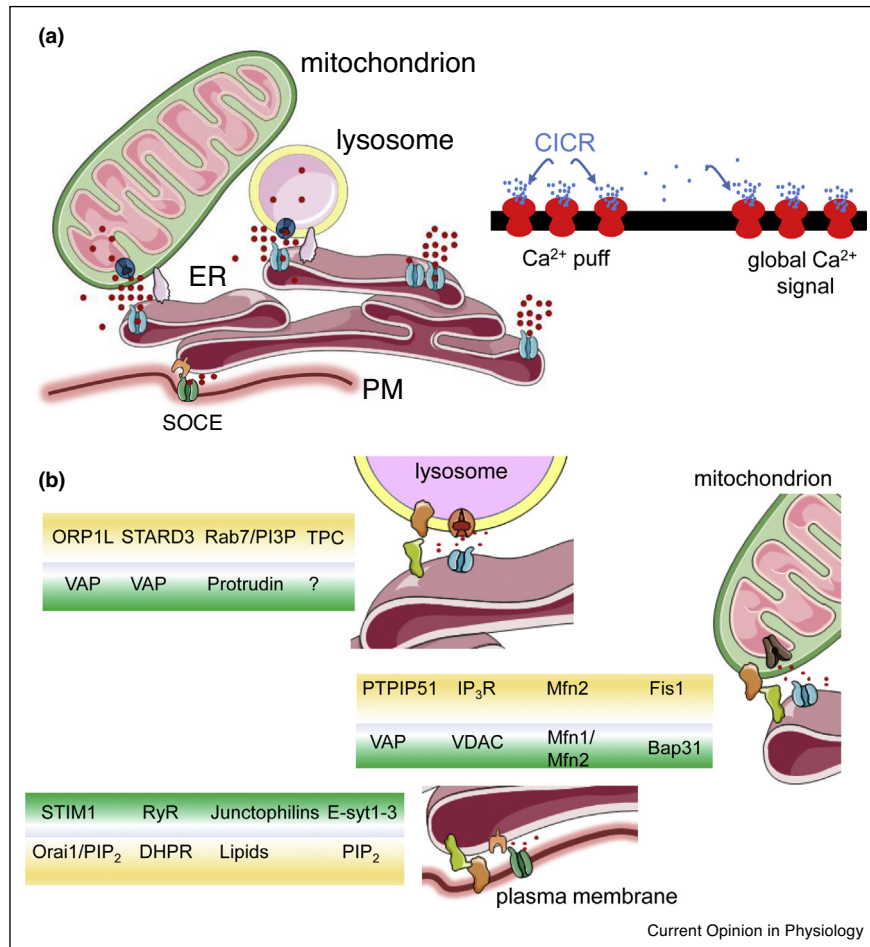 (a)
mitochondrion
lysosome
ER
PM
SOCE
CICR
Ca²⁺ puff
global Ca²⁺
signal
(b)
lysosome
ORP1L STARD3 Rab7/PI3P TPC
VAP VAP Protrudin ?
mitochondrion
PTPIP51 IP₃R Mfn2 Fis1
VAP VDAC Mfn1/
Mfn2 Bap31
STIM1 RyR Junctophilins E-syt1-3
Orai1/PIP₂ DHPR Lipids PIP₂
plasma membrane
Current Opinion in Physiology